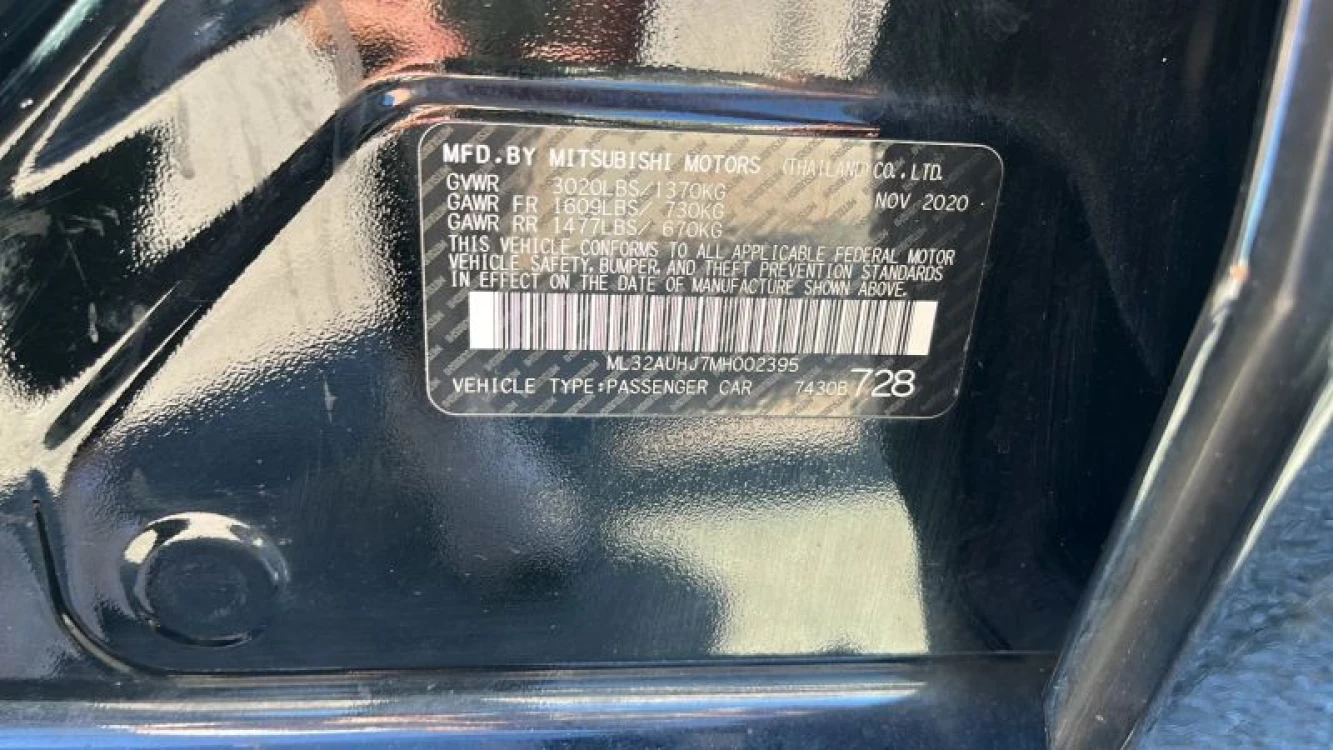 MFD.BY MITSUBISHI MOTORS (THAILAND) CO.,LTD.
GVWR 3020LBS/1370KG NOV 2020
GAWR FR 1609LBS/ 730KG
GAWR RR 1477LBS/ 670KG
THIS VEHICLE CONFORMS TO ALL APPLICABLE FEDERAL MOTOR
VEHICLE SAFETY, BUMPER, AND THEFT PREVENTION STANDARDS
IN EFFECT ON THE DATE OF MANUFACTURE SHOWN ABOVE.
ML32AUHJ7MH002395
VEHICLE TYPE:PASSENGER CAR 7430B 728